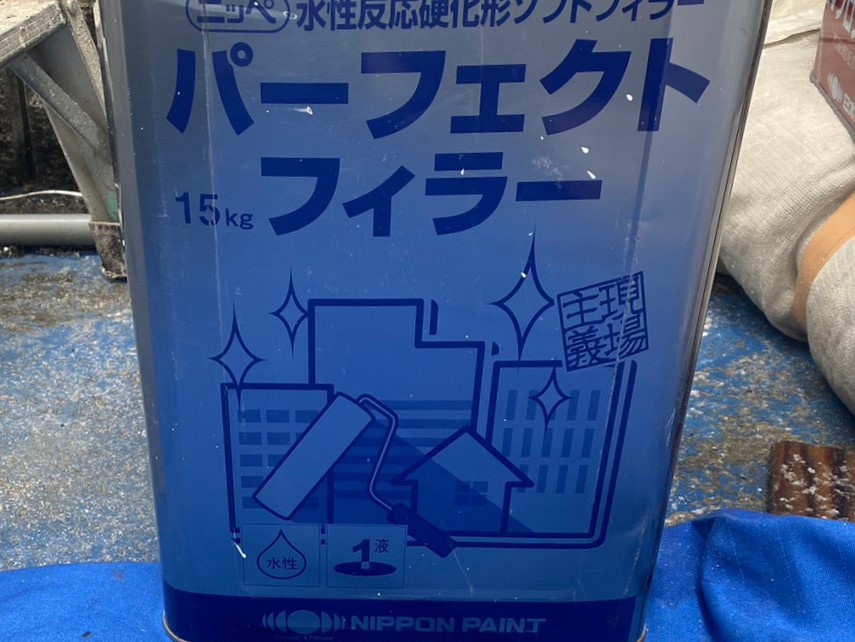 ニッペ 水性反応硬化形ソフトフィラー
パーフェクト
フィラー
15kg
現場
主義
水性
1液
NIPPON PAINT